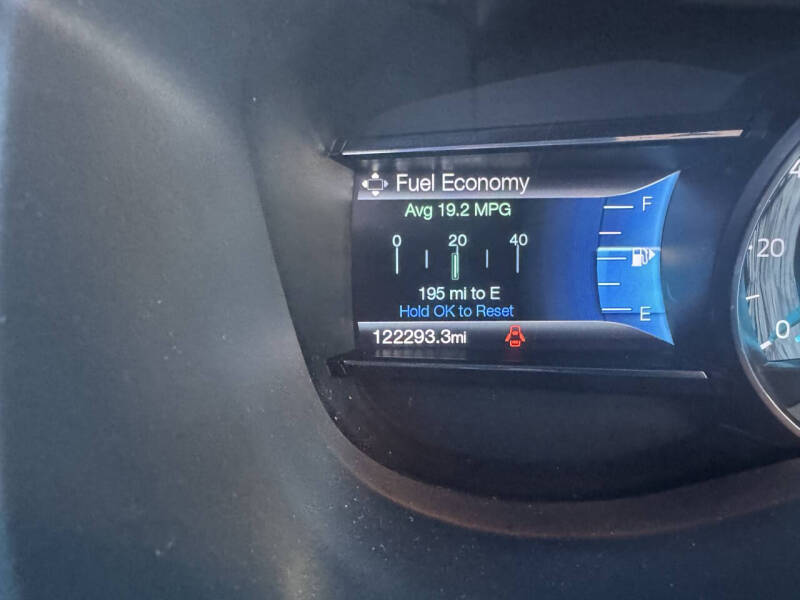 Fuel Economy
Avg 19.2 MPG
0 20 40
195 mi to E
Hold OK to Reset
122293.3mi
F
E
20
0